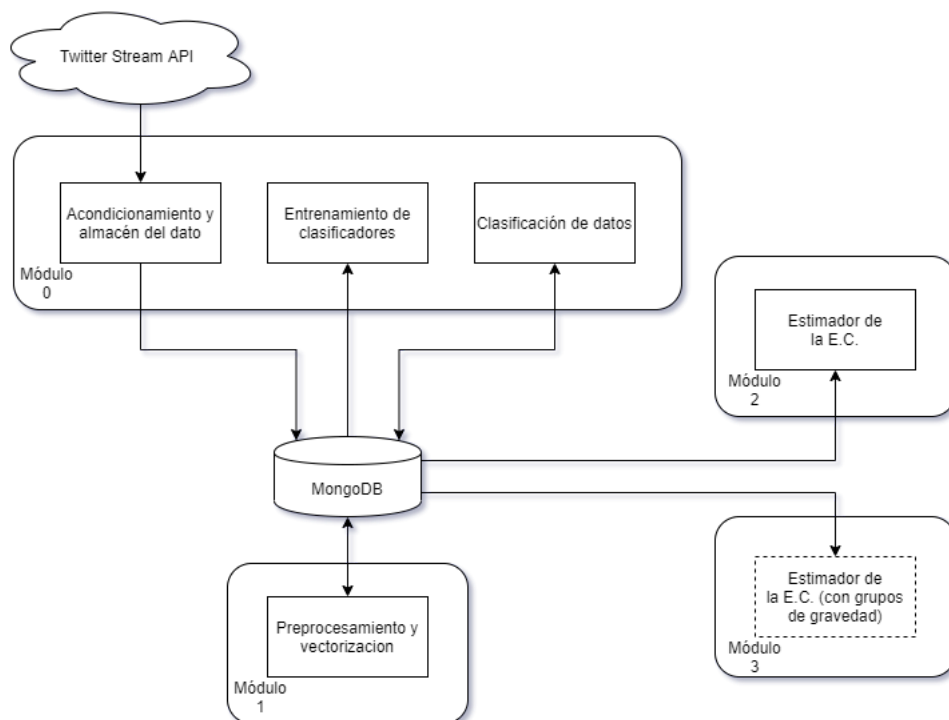 Twitter Stream API
Acondicionamiento y
almacén del dato
Entrenamiento de
clasificadores
Clasificación de datos
Módulo
0
Estimador de
la E.C.
Módulo
2
MongoDB
Estimador de
la E.C. (con grupos
de gravedad)
Módulo
3
Preprocesamiento y
vectorizacion
Módulo
1